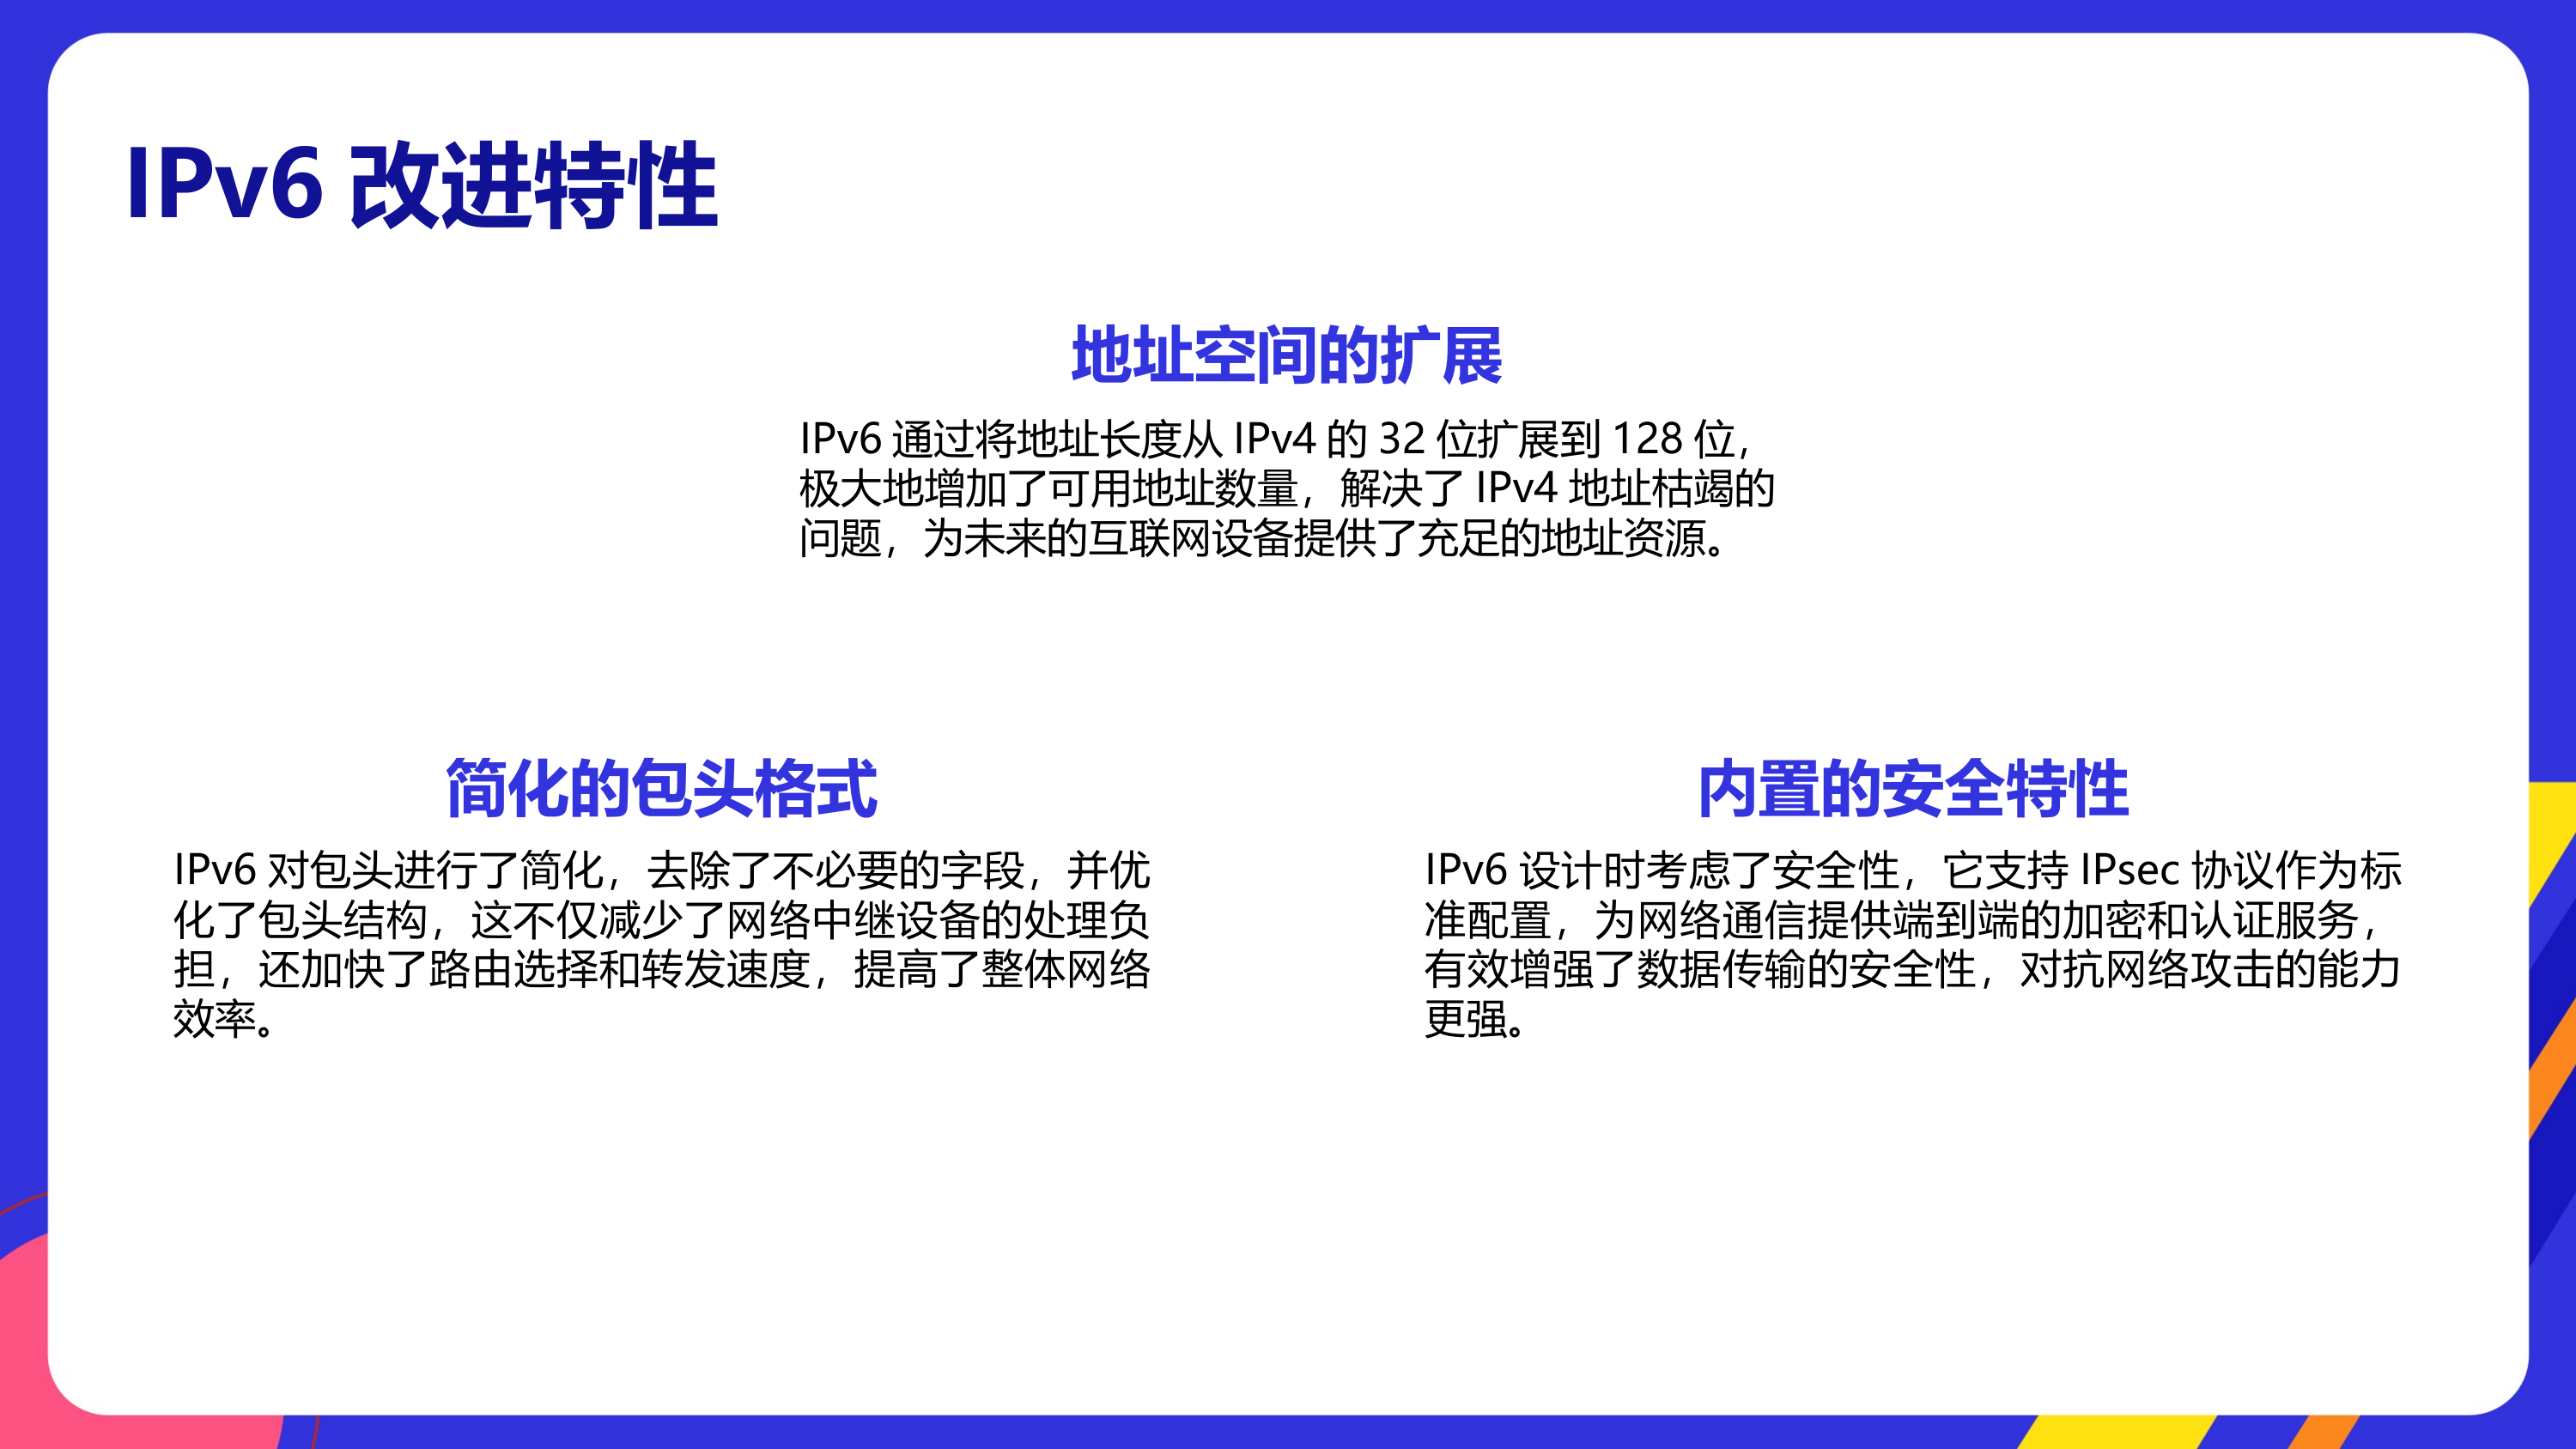 IPv6 改进特性
地址空间的扩展
IPv6 通过将地址长度从 IPv4 的 32 位扩展到 128 位，
极大地增加了可用地址数量，解决了 IPv4 地址枯竭的
问题，为未来的互联网设备提供了充足的地址资源。
简化的包头格式
IPv6 对包头进行了简化，去除了不必要的字段，并优
化了包头结构，这不仅减少了网络中继设备的处理负
担，还加快了路由选择和转发速度，提高了整体网络
效率。
内置的安全特性
IPv6 设计时考虑了安全性，它支持 IPsec 协议作为标
准配置，为网络通信提供端到端的加密和认证服务，
有效增强了数据传输的安全性，对抗网络攻击的能力
更强。